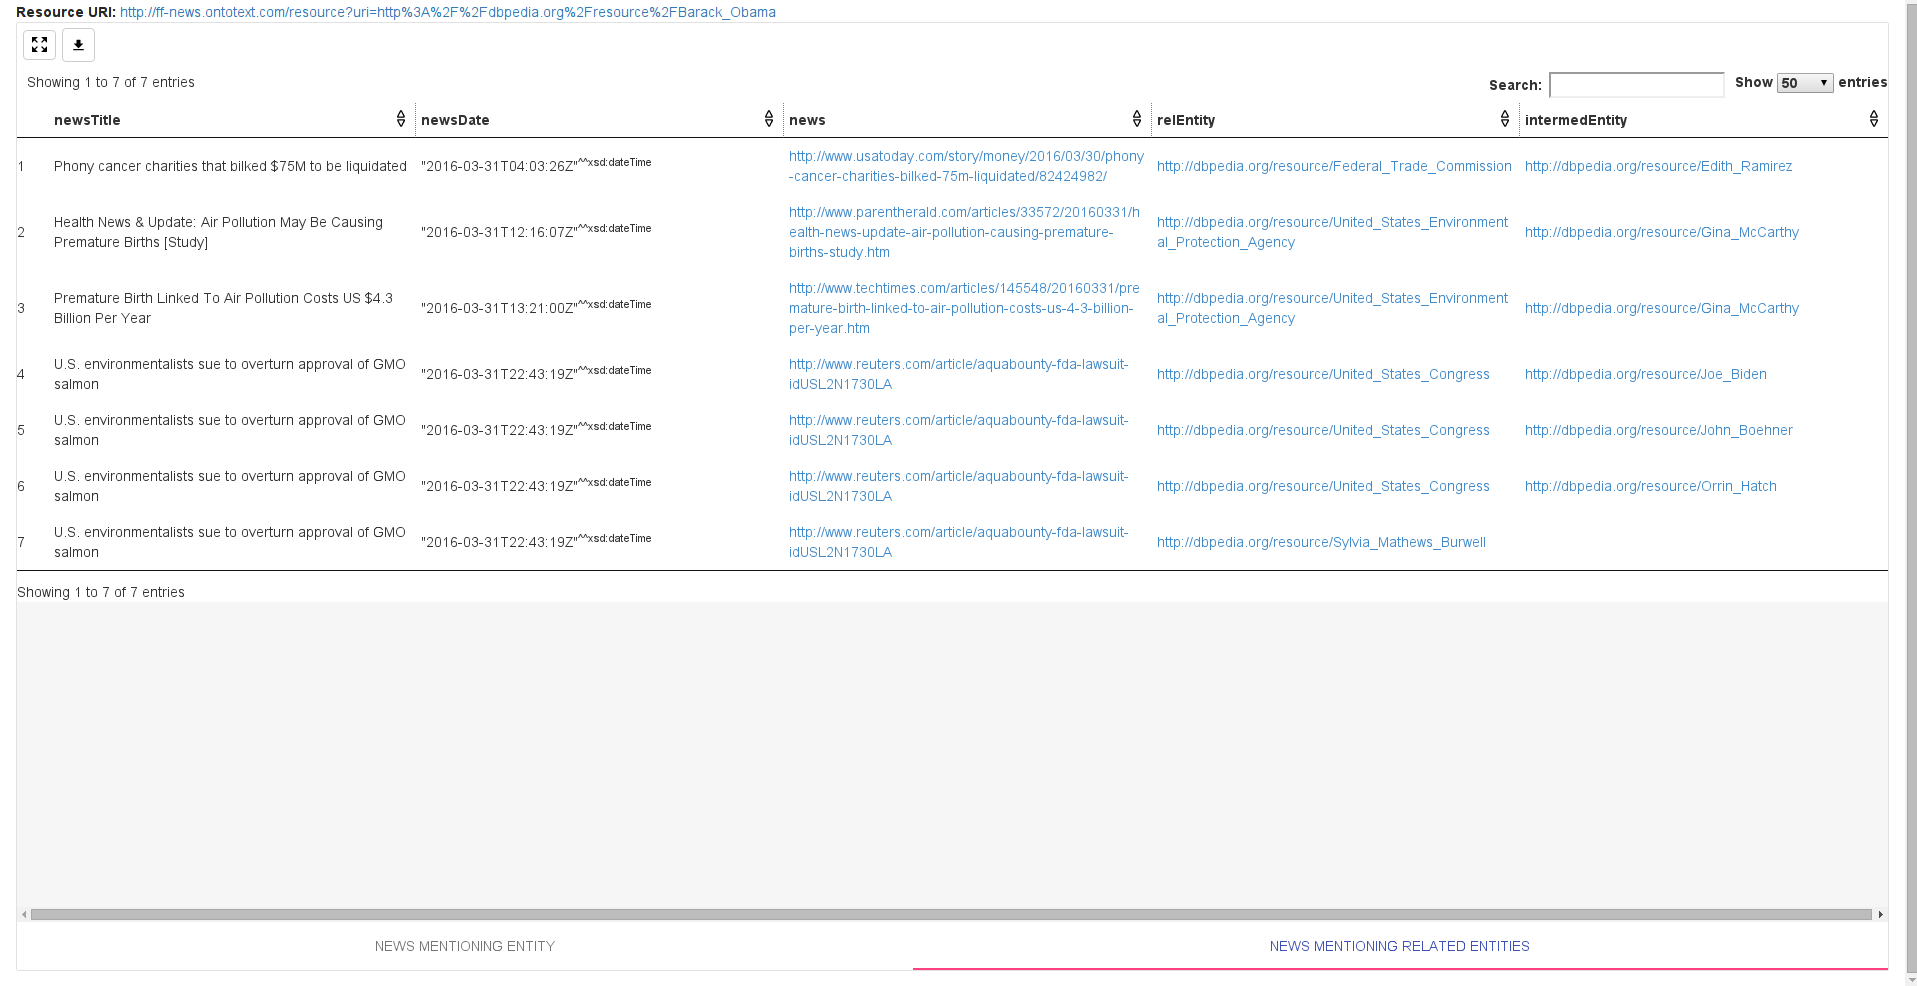 Resource URI: http://ff-news.ontotext.com/resource?uri=http%3A%2F%2Fdbpedia.org%2Fresource%2FBarack_Obama
Showing 1 to 7 of 7 entries
Search: Show 50 entries
newsTitle newsDate news relEntity intermedEntity
1 Phony cancer charities that bilked $75M to be liquidated "2016-03-31T04:03:26Z"^^xsd:dateTime http://www.usatoday.com/story/money/2016/03/30/phony
-cancer-charities-bilked-75m-liquidated/82424982/ http://dbpedia.org/resource/Federal_Trade_Commission http://dbpedia.org/resource/Edith_Ramirez
2 Health News & Update: Air Pollution May Be Causing
Premature Births [Study] "2016-03-31T12:16:07Z"^^xsd:dateTime http://www.parentherald.com/articles/33572/20160331/h
ealth-news-update-air-pollution-causing-premature-
births-study.htm http://dbpedia.org/resource/United_States_Environment
al_Protection_Agency http://dbpedia.org/resource/Gina_McCarthy
3 Premature Birth Linked To Air Pollution Costs US $4.3
Billion Per Year "2016-03-31T13:21:00Z"^^xsd:dateTime http://www.techtimes.com/articles/145548/20160331/pre
mature-birth-linked-to-air-pollution-costs-us-4-3-billion-
per-year.htm http://dbpedia.org/resource/United_States_Environment
al_Protection_Agency http://dbpedia.org/resource/Gina_McCarthy
4 U.S. environmentalists sue to overturn approval of GMO
salmon "2016-03-31T22:43:19Z"^^xsd:dateTime http://www.reuters.com/article/aquabounty-fda-lawsuit-
idUSL2N1730LA http://dbpedia.org/resource/United_States_Congress http://dbpedia.org/resource/Joe_Biden
5 U.S. environmentalists sue to overturn approval of GMO
salmon "2016-03-31T22:43:19Z"^^xsd:dateTime http://www.reuters.com/article/aquabounty-fda-lawsuit-
idUSL2N1730LA http://dbpedia.org/resource/United_States_Congress http://dbpedia.org/resource/John_Boehner
6 U.S. environmentalists sue to overturn approval of GMO
salmon "2016-03-31T22:43:19Z"^^xsd:dateTime http://www.reuters.com/article/aquabounty-fda-lawsuit-
idUSL2N1730LA http://dbpedia.org/resource/United_States_Congress http://dbpedia.org/resource/Orrin_Hatch
7 U.S. environmentalists sue to overturn approval of GMO
salmon "2016-03-31T22:43:19Z"^^xsd:dateTime http://www.reuters.com/article/aquabounty-fda-lawsuit-
idUSL2N1730LA http://dbpedia.org/resource/Sylvia_Mathews_Burwell
Showing 1 to 7 of 7 entries
NEWS MENTIONING ENTITY NEWS MENTIONING RELATED ENTITIES